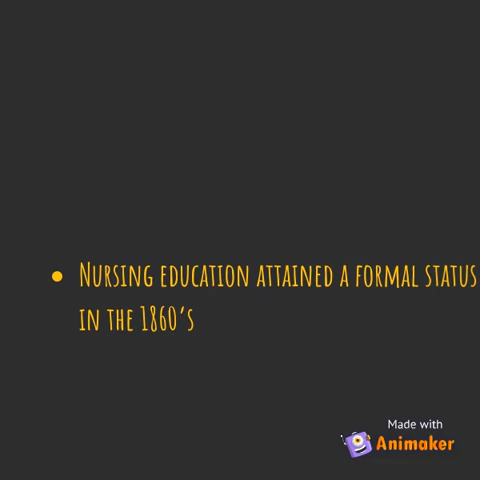 ● Nursing education attained a formal status
in the 1860's
Made with
Animaker